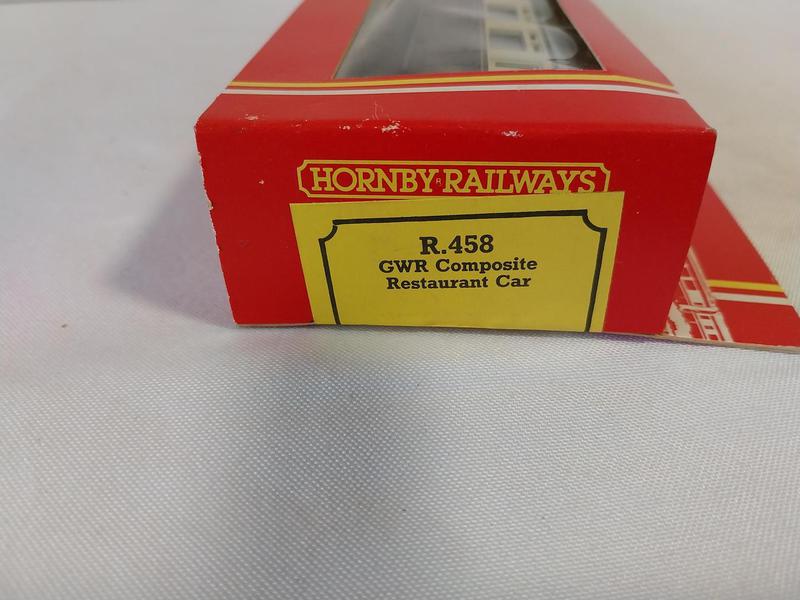 HORNBY RAILWAYS
R.458
GWR Composite
Restaurant Car